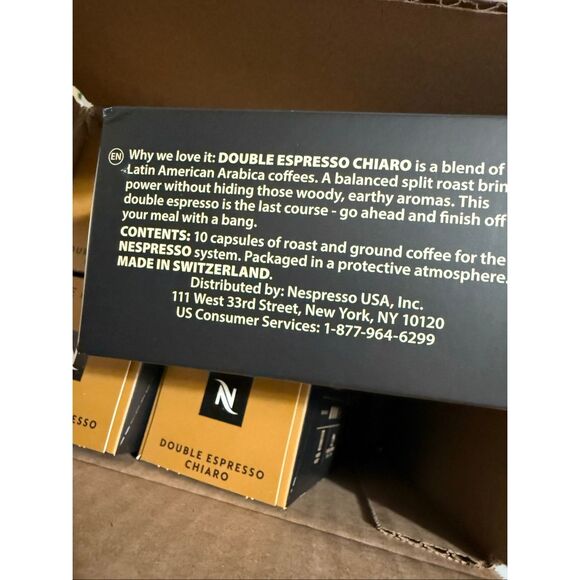 EN Why we love it: DOUBLE ESPRESSO CHIARO is a blend of
Latin American Arabica coffees. A balanced split roast
power without hiding those woody, earthy aromas. This
double espresso is the last course - go ahead and finish off
your meal with a bang.
CONTENTS: 10 capsules of roast and ground coffee for the
NESPRESSO system. Packaged in a protective atmosphere.
MADE IN SWITZERLAND.
Distributed by: Nespresso USA, Inc.
111 West 33rd Street, New York, NY 10120
US Consumer Services: 1-877-964-6299
DOUBLE
ESPRESSO
N
DOUBLE ESPRESSO
CHIARO